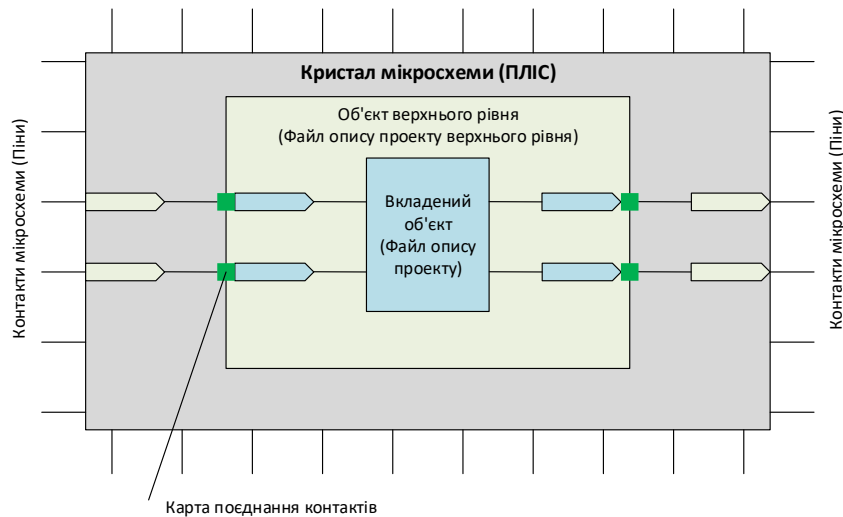 Кристал мікросхеми (ПЛІС)
Об'єкт верхнього рівня
(Файл опису проекту верхнього рівня)
Контакти мікросхеми (Піни)
Вкладений
об'єкт
(Файл опису
проекту)
Контакти мікросхеми (Піни)
Карта поєднання контактів